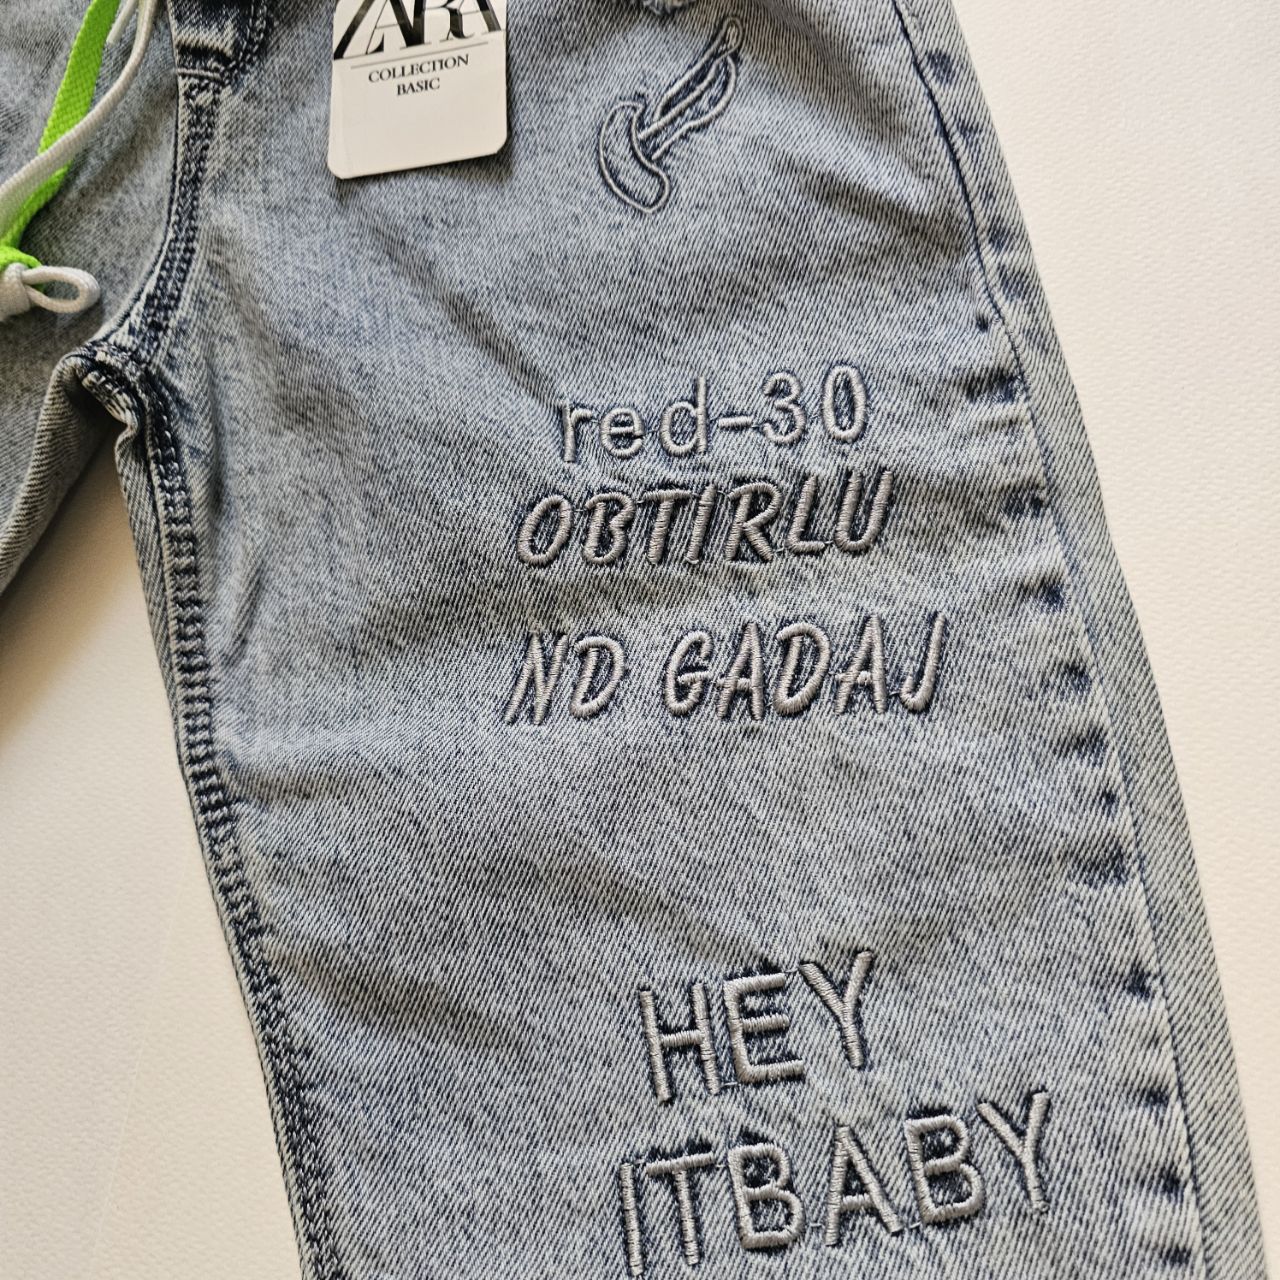 ZARA
COLLECTION
BASIC
red-30
OBTIRLU
ND GADAJ
HEY
ITBABY